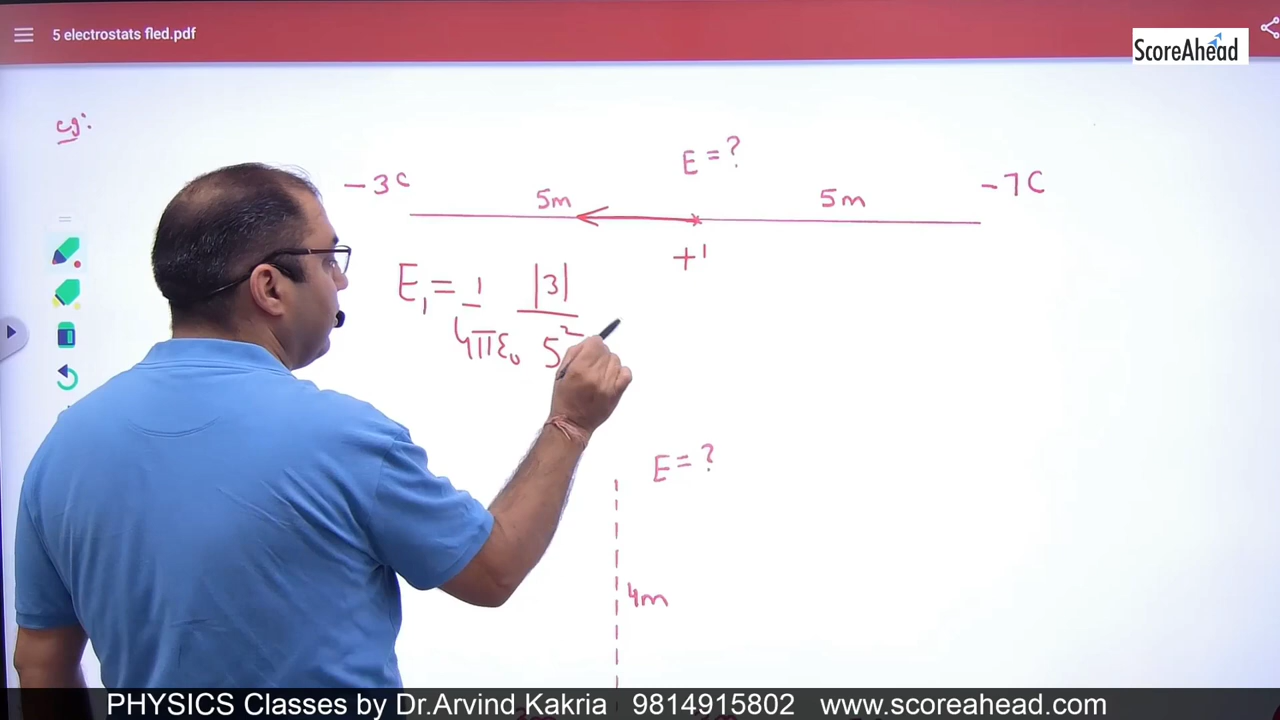 5 electrostats fled.pdf
ScoreAhead
eg:
E = ?
- 3C
5m
5m
- 7C
+1
E₁ = 1/4πε₀ |3|/5²
E = ?
4m
PHYSICS Classes by Dr.Arvind Kakria 9814915802 www.scoreahead.com